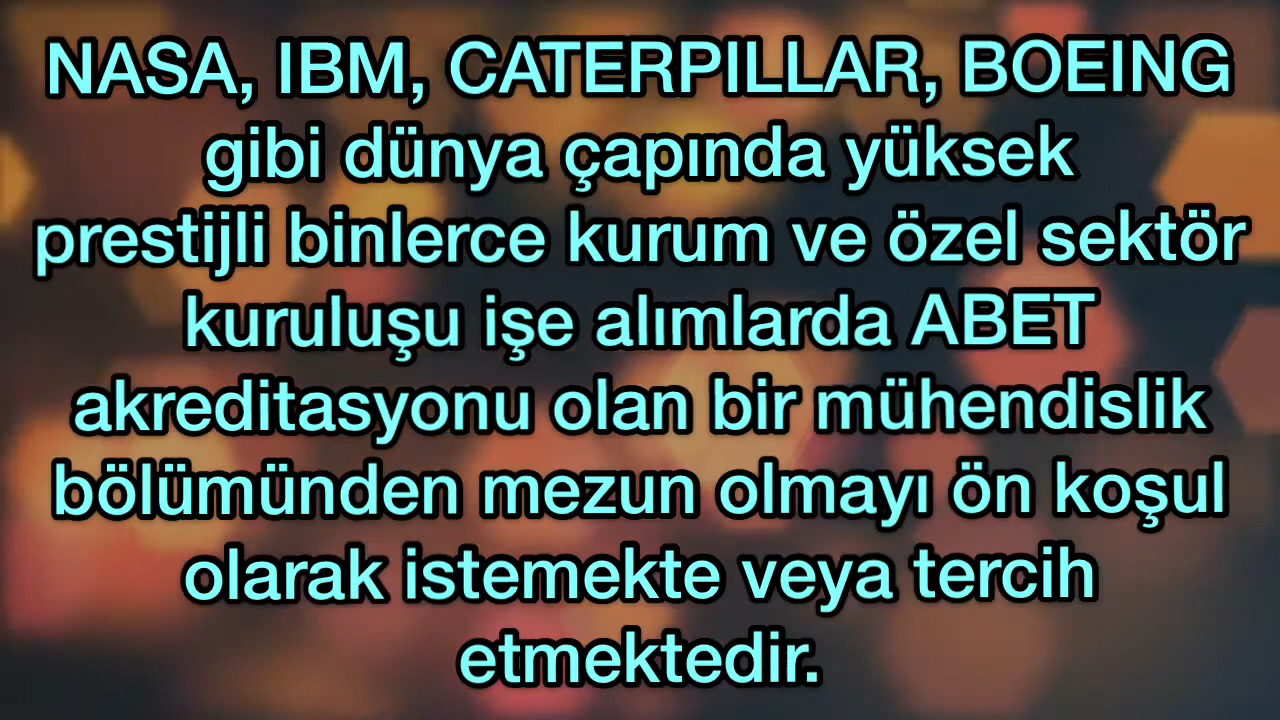 NASA, IBM, CATERPILLAR, BOEING
gibi dünya çapında yüksek
prestijli binlerce kurum ve özel sektör
kuruluşu işe alımlarda ABET
akreditasyonu olan bir mühendislik
bölümünden mezun olmayı ön koşul
olarak istemekte veya tercih
etmektedir.